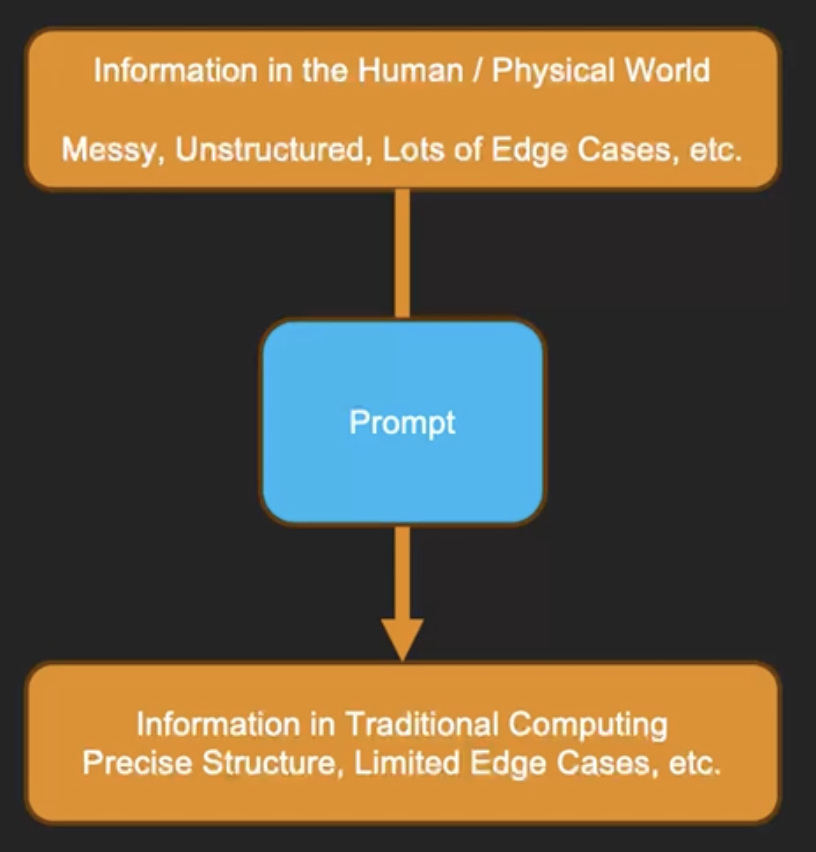 Information in the Human / Physical World
Messy, Unstructured, Lots of Edge Cases, etc.
Prompt
Information in Traditional Computing
Precise Structure, Limited Edge Cases, etc.